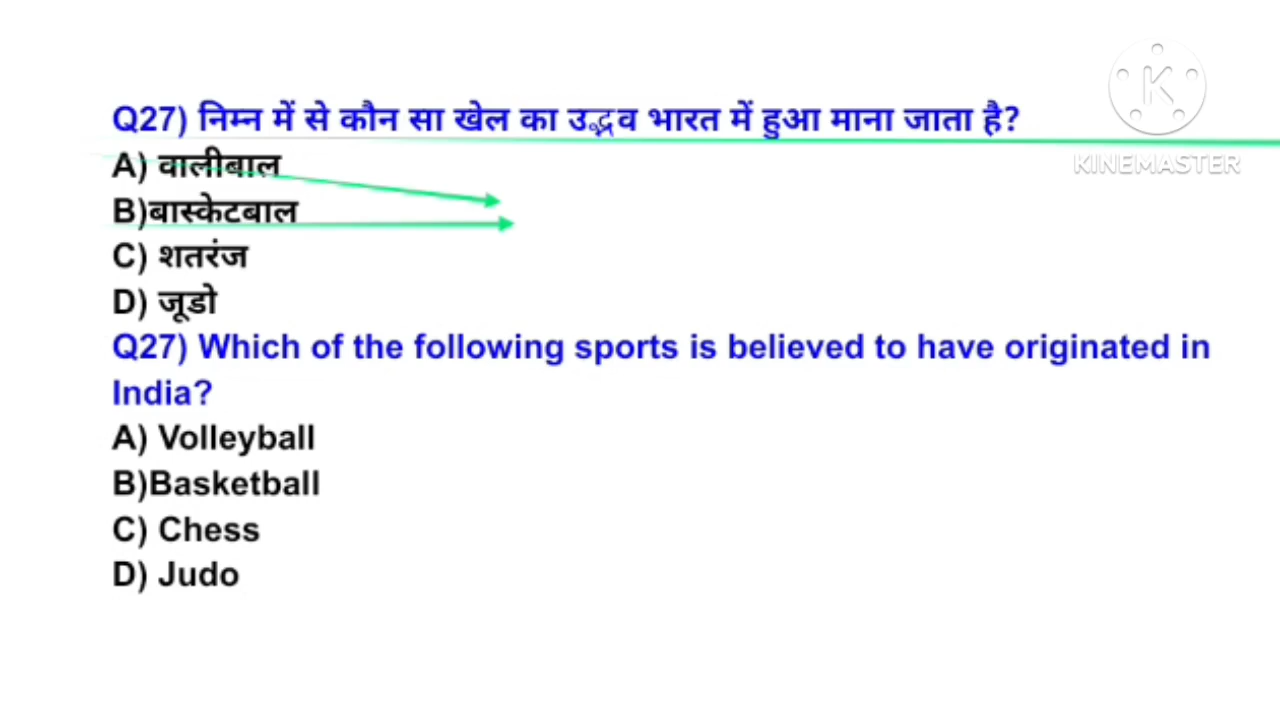 Q27) निम्न में से कौन सा खेल का उद्भव भारत में हुआ माना जाता है?
KINEMASTER
A) वालीबाल
B)बास्केटबाल
C) शतरंज
D) जूडो
Q27) Which of the following sports is believed to have originated in
India?
A) Volleyball
B)Basketball
C) Chess
D) Judo